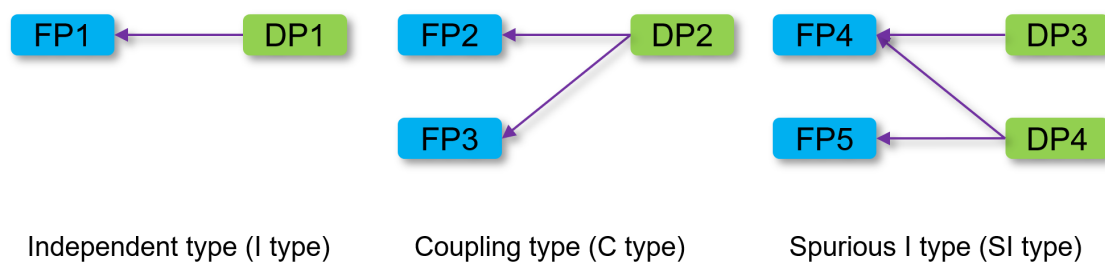 FP1 DP1 FP2 DP2 FP4 DP3
FP3 FP5 DP4
Independent type (I type) Coupling type (C type) Spurious I type (SI type)